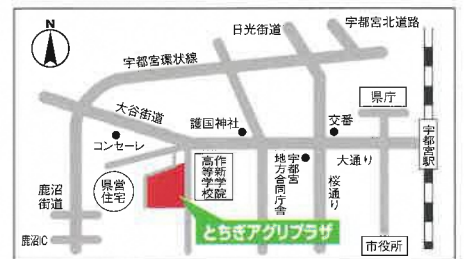 N
日光街道
宇都宮北道路
宇都宮環状線
大谷街道
護国神社
交番
県庁
宇都宮駅
コンセーレ
作新学院
高等学校
宇都宮
地方合同庁舎
大通り
桜通り
県営
住宅
鹿沼
街道
とちぎアグリプラザ
鹿沼IC
市役所